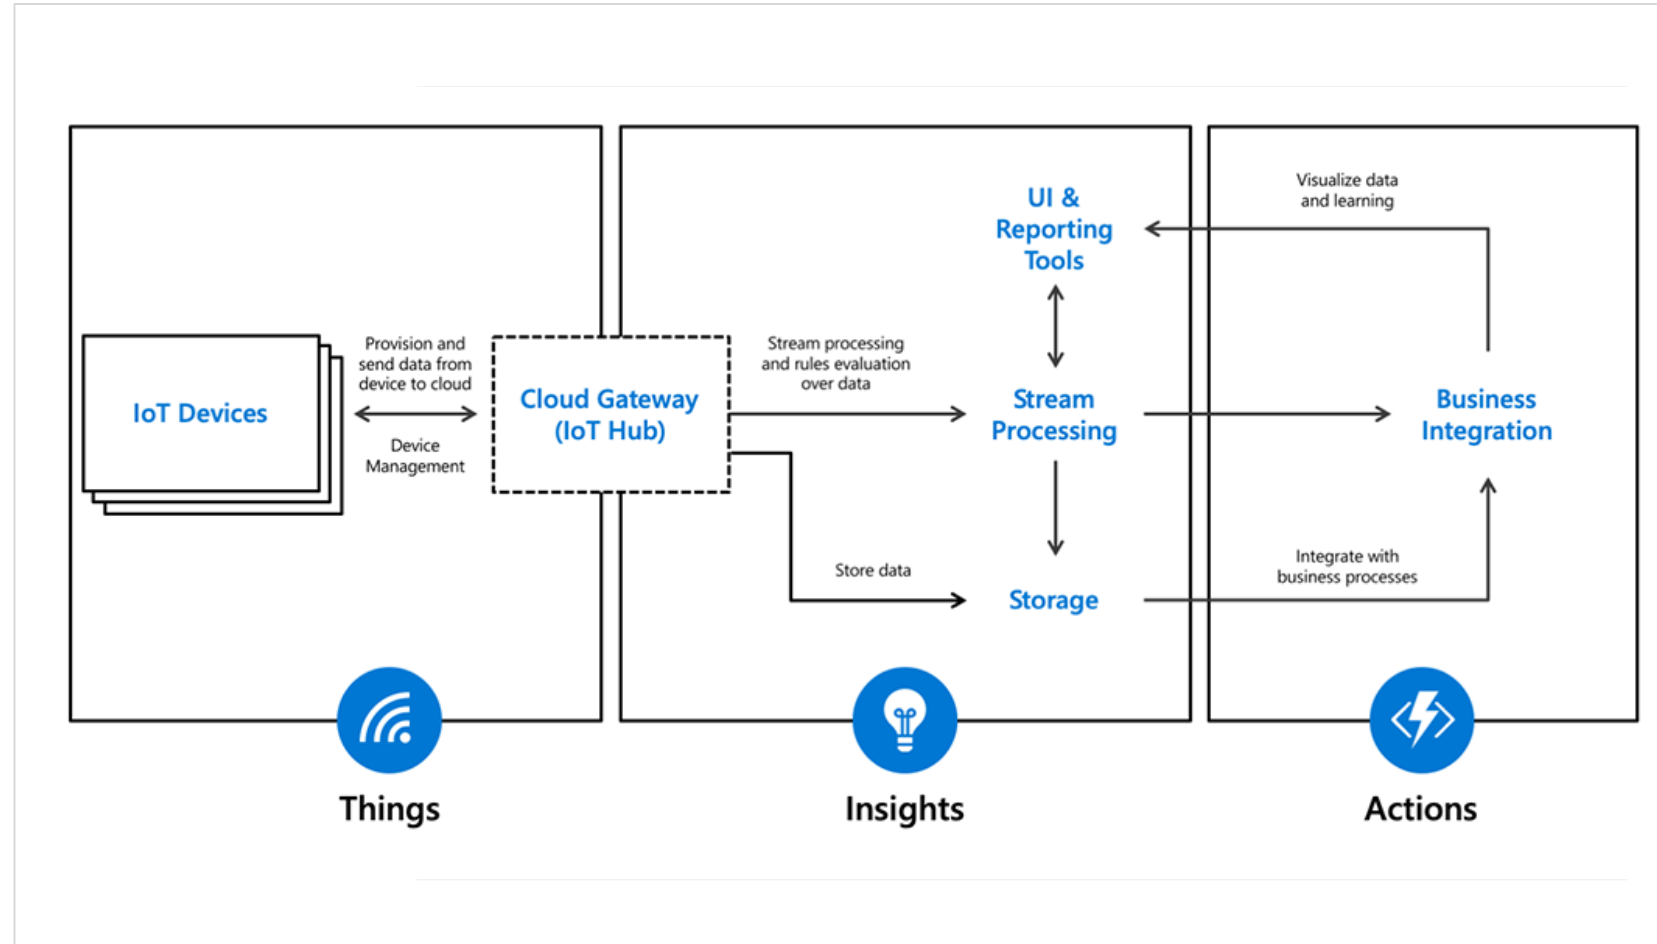 UI &
Reporting
Tools
Visualize data
and learning
IoT Devices
Provision and
send data from
device to cloud
Device
Management
Cloud Gateway
(IoT Hub)
Stream processing
and rules evaluation
over data
Stream
Processing
Business
Integration
Store data
Storage
Integrate with
business processes
Things
Insights
Actions